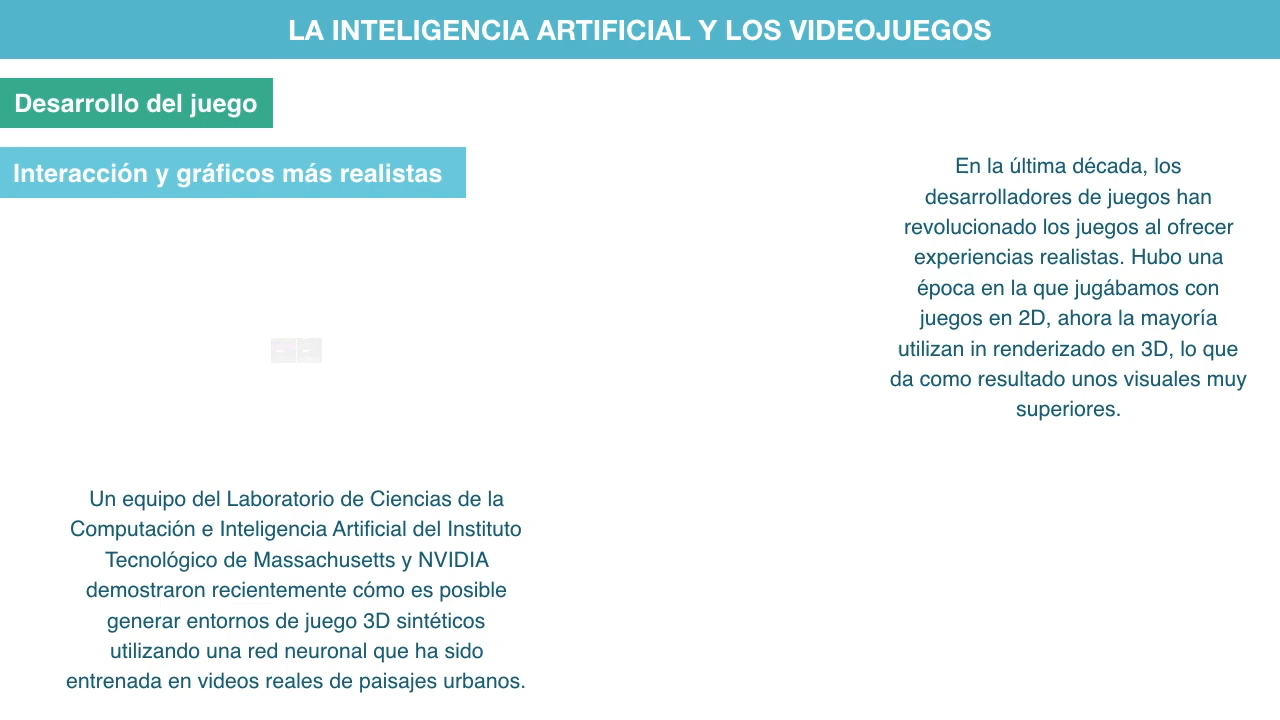 LA INTELIGENCIA ARTIFICIAL Y LOS VIDEOJUEGOS
Desarrollo del juego
Interacción y gráficos más realistas
En la última década, los
desarrolladores de juegos han
revolucionado los juegos al ofrecer
experiencias realistas. Hubo una
época en la que jugábamos con
juegos en 2D, ahora la mayoría
utilizan in renderizado en 3D, lo que
da como resultado unos visuales muy
superiores.
Un equipo del Laboratorio de Ciencias de la
Computación e Inteligencia Artificial del Instituto
Tecnológico de Massachusetts y NVIDIA
demostraron recientemente cómo es posible
generar entornos de juego 3D sintéticos
utilizando una red neuronal que ha sido
entrenada en videos reales de paisajes urbanos.